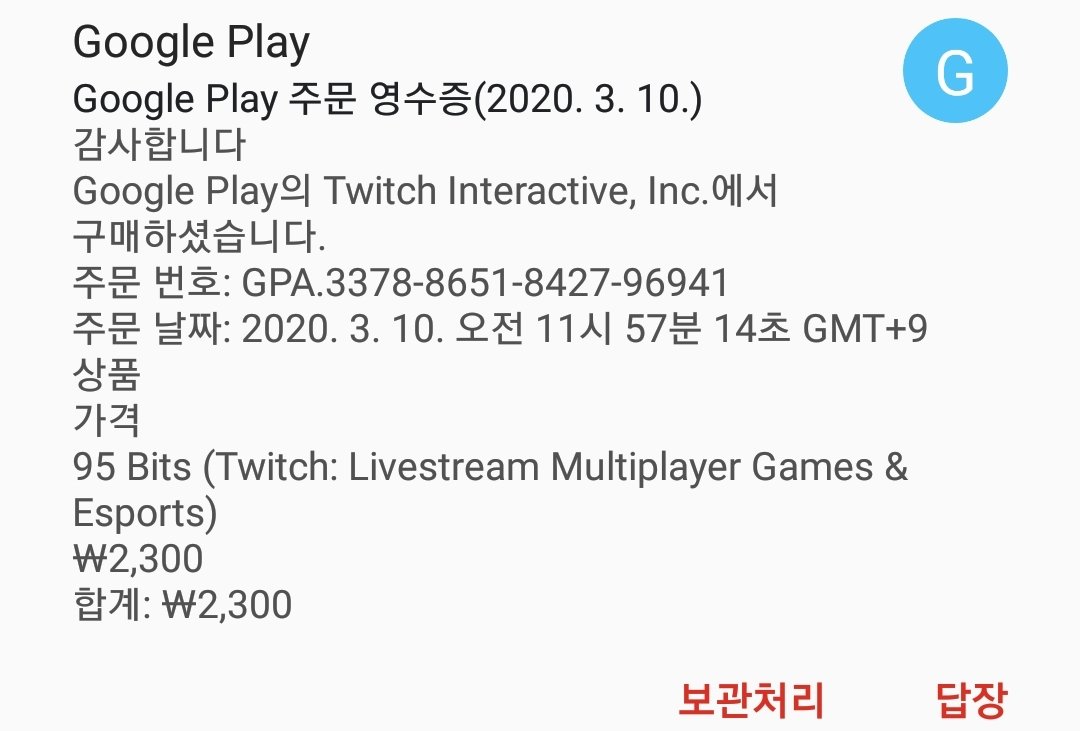 Google Play
G
Google Play 주문 영수증(2020. 3. 10.)
감사합니다
Google Play의 Twitch Interactive, Inc.에서
구매하셨습니다.
주문 번호: GPA.3378-8651-8427-96941
주문 날짜: 2020. 3. 10. 오전 11시 57분 14초 GMT+9
상품
가격
95 Bits (Twitch: Livestream Multiplayer Games &
Esports)
₩2,300
합계: ₩2,300
보관처리 답장